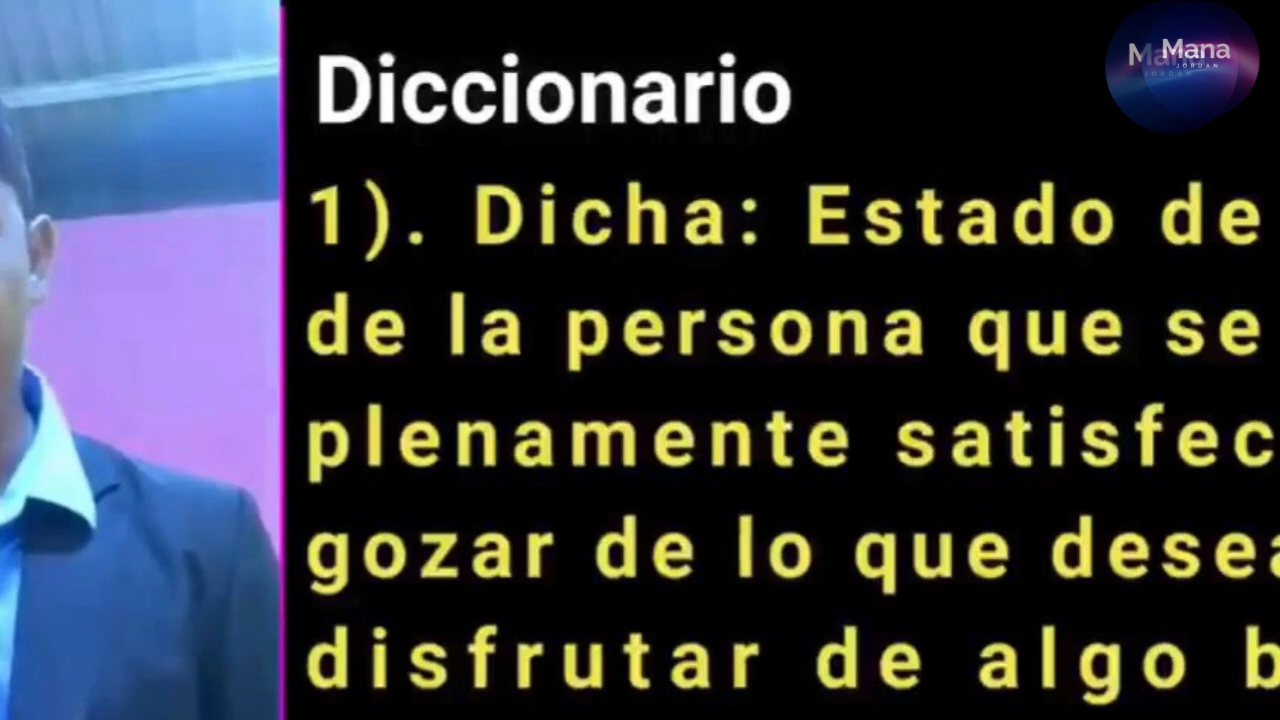 Diccionario
1). Dicha: Estado de
de la persona que se
plenamente satisfec
gozar de lo que desea
disfrutar de algo b
Mana
JORDAN